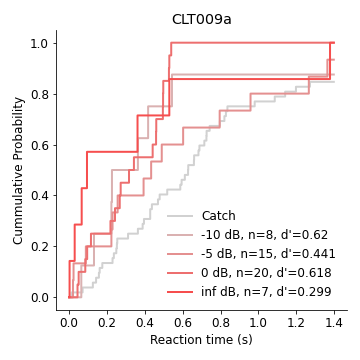 CLT009a
Cummulative Probability
1.0
0.8
0.6
0.4
0.2
0.0
Catch
-10 dB, n=8, d'=0.62
-5 dB, n=15, d'=0.441
0 dB, n=20, d'=0.618
inf dB, n=7, d'=0.299
0.0 0.2 0.4 0.6 0.8 1.0 1.2 1.4
Reaction time (s)